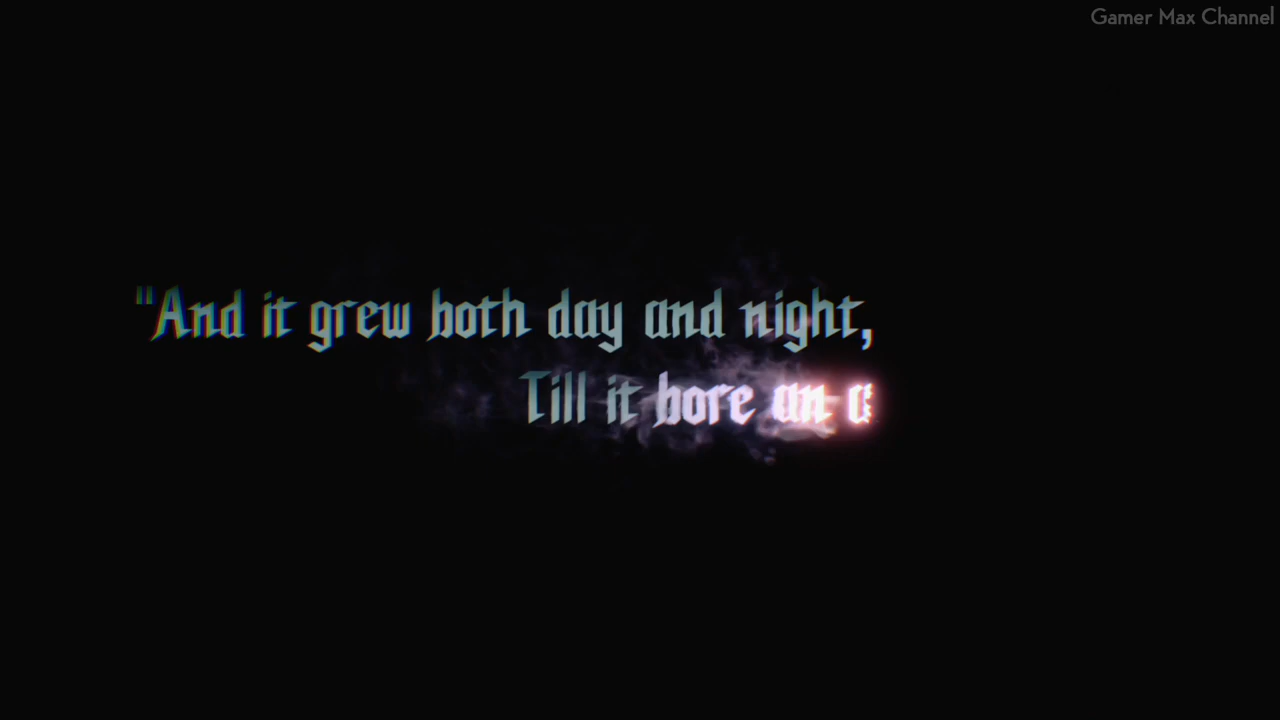 Gamer Max Channel
"And it grew both day and night,
Till it bore an